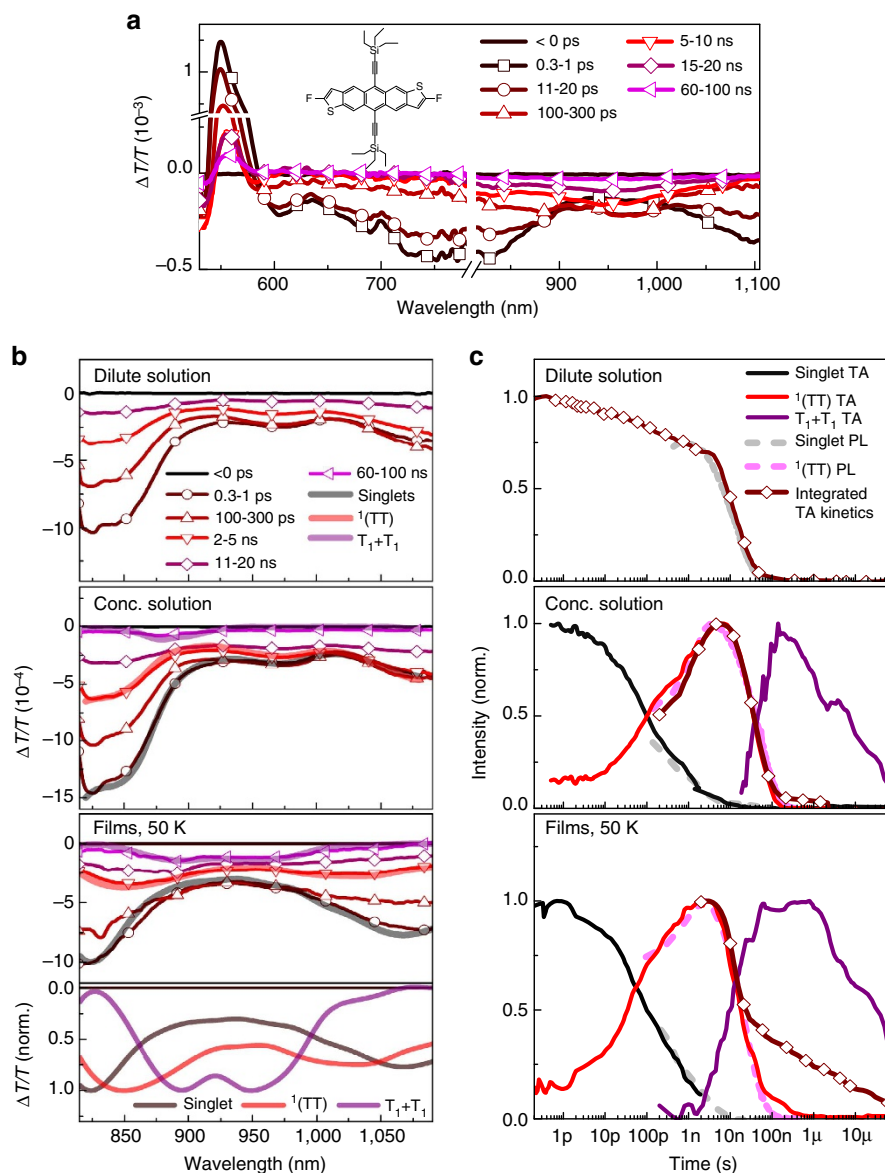 a
< 0 ps
0.3-1 ps
11-20 ps
100-300 ps
5-10 ns
15-20 ns
60-100 ns
Si
F
S
S
F
Si
ΔT/T (10⁻³)
1
0.0
−0.5
600
700
900
1,000
1,100
Wavelength (nm)
b
Dilute solution
0
−5
−10
<0 ps
0.3-1 ps
100-300 ps
2-5 ns
11-20 ns
60-100 ns
Singlets
¹(TT)
T₁+T₁
Conc. solution
0
−5
−10
−15
ΔT/T (10⁻⁴)
Films, 50 K
0
−5
−10
0.0
0.5
1.0
ΔT/T (norm.)
Singlet
¹(TT)
T₁+T₁
850
900
950
1,000
1,050
Wavelength (nm)
c
Dilute solution
1.0
0.5
1.0
Singlet TA
¹(TT) TA
T₁+T₁ TA
Singlet PL
¹(TT) PL
Integrated
TA kinetics
Conc. solution
1.0
0.5
0.0
Intensity (norm.)
Films, 50 K
1.0
0.5
0.0
1p
10p
100p
1n
10n
100n
1μ
10μ
Time (s)